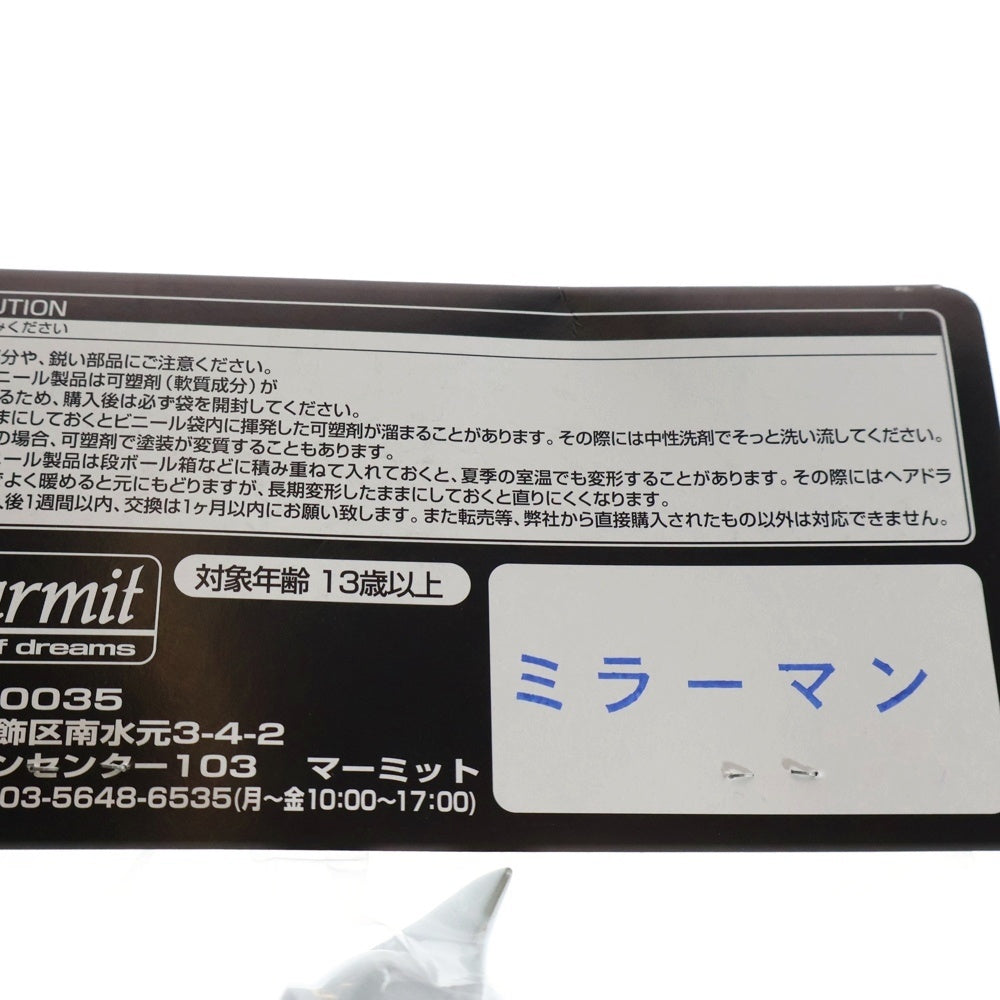 UTION
みください
分や、鋭い部品にご注意ください。
ニール製品は可塑剤(軟質成分)が
るため、購入後は必ず袋を開封してください。
まにしておくとビニール袋内に揮発した可塑剤が溜まることがあります。その際には中性洗剤でそっと洗い流してください。
の場合、可塑剤で塗装が変質することもあります。
ニール製品は段ボール箱などに積み重ねて入れておくと、夏季の室温でも変形することがあります。その際にはヘアドラ
でよく暖めると元にもどりますが、長期変形したままにしておくと直りにくくなります。
後1週間以内、交換は1ヶ月以内にお願い致します。また転売等、弊社から直接購入されたもの以外は対応できません。
armit
f dreams
対象年齢 13歳以上
0035
飾区南水元3-4-2
ンセンター103 マーミット
03-5648-6535(月〜金10:00〜17:00)
ミラーマン